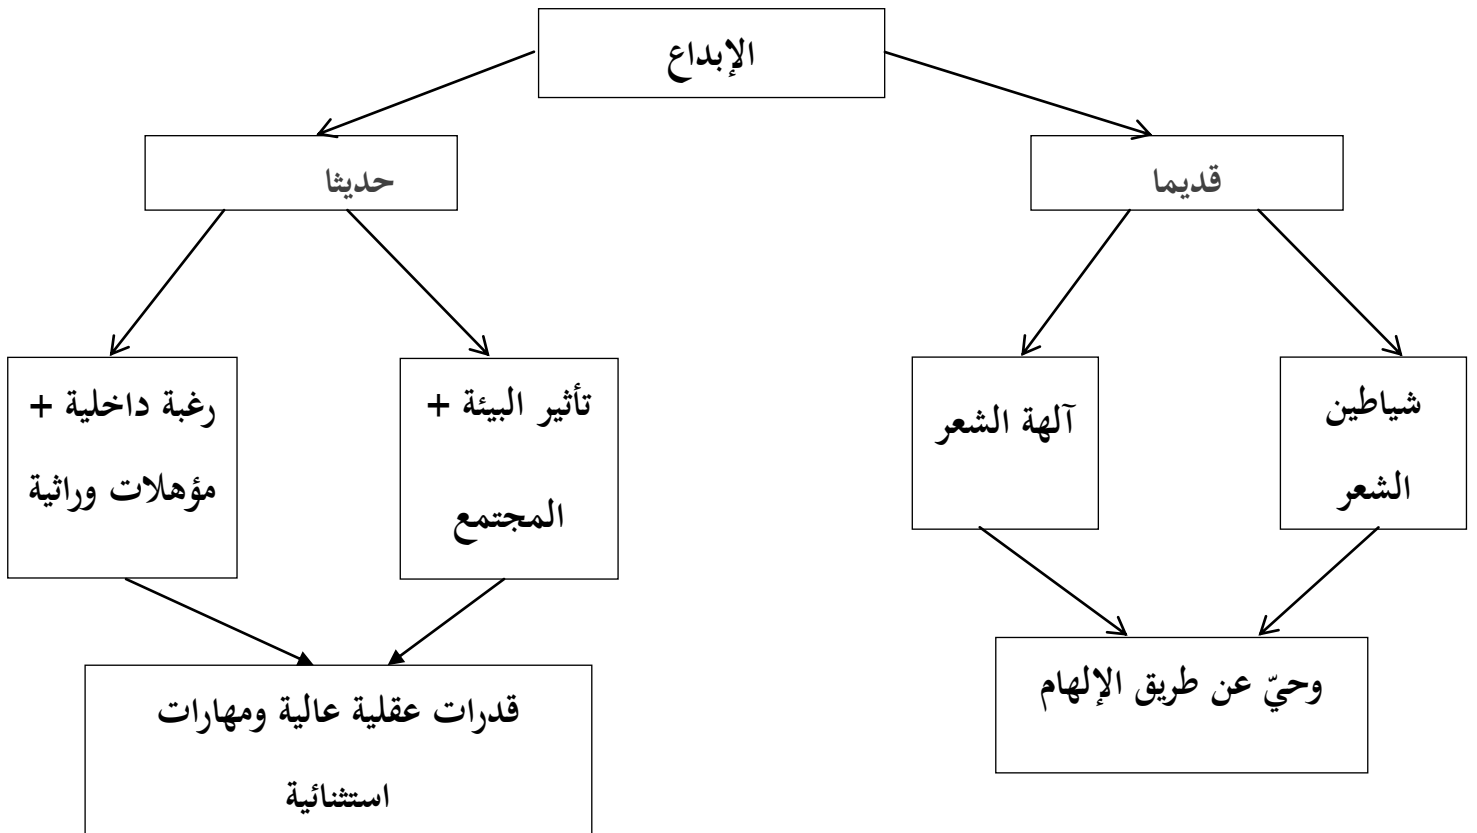 الإبداع
قديما
حديثا
شياطين
الشعر
آلهة الشعر
تأثير البيئة +
المجتمع
رغبة داخلية +
مؤهلات وراثية
وحيّ عن طريق الإلهام
قدرات عقلية عالية ومهارات
استثنائية